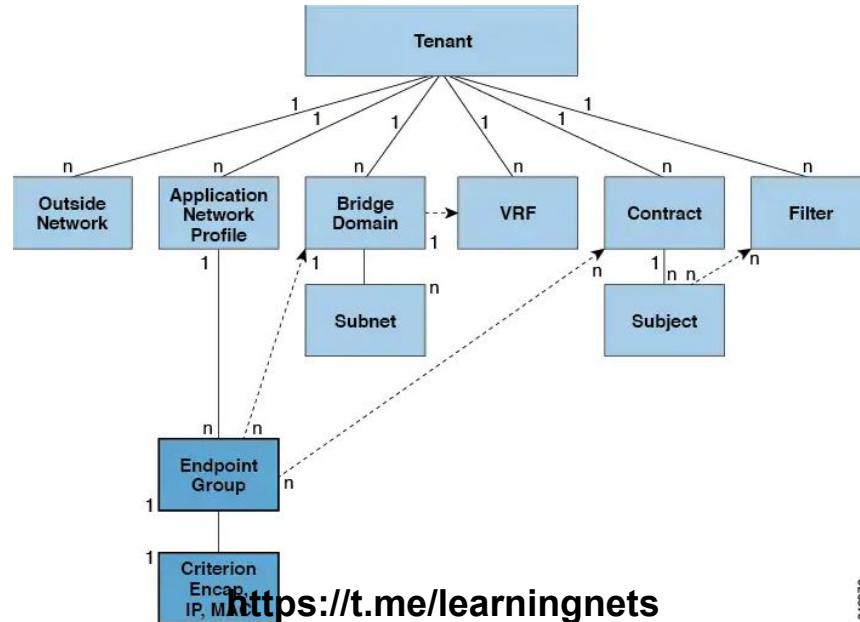 Tenant
1
1
1
1
1
1
n
n
n
n
n
n
Outside
Network
Application
Network
Profile
Bridge
Domain
VRF
Contract
Filter
1
1
1
n
1
n
n
n
n
Subnet
Subject
n
n
Endpoint
Group
n
1
1
Criterion
Encap,
IP, MAC
https://t.me/learningnets